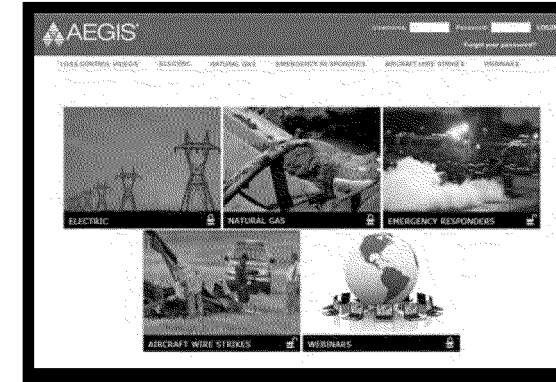 AEGIS®
Username Password LOGIN
Forgot your password?
LOSS CONTROL VIDEOS ELECTRIC NATURAL GAS EMERGENCY RESPONDERS AIRCRAFT WIRE STRIKES WEBINARS
ELECTRIC
NATURAL GAS
EMERGENCY RESPONDERS
AIRCRAFT WIRE STRIKES
WEBINARS